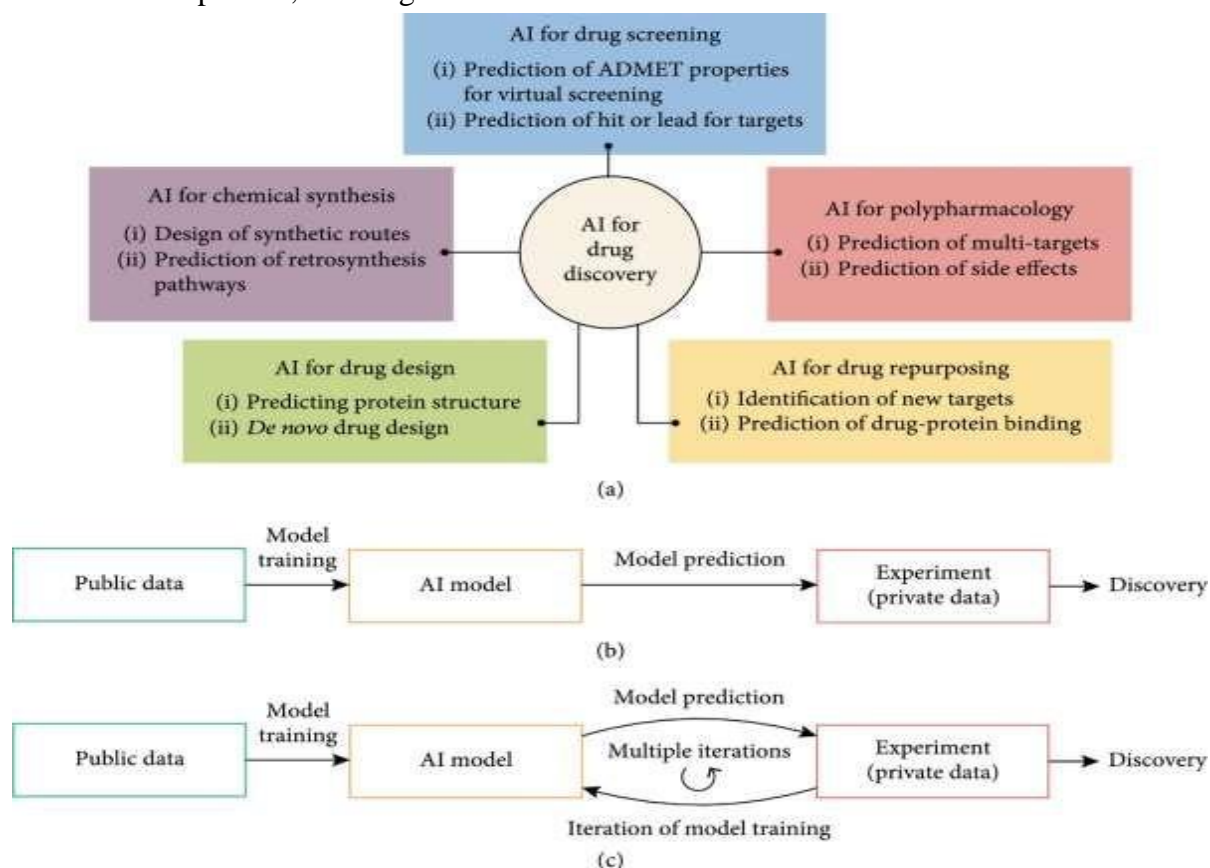 AI for drug screening
(i) Prediction of ADMET properties
for virtual screening
(ii) Prediction of hit or lead for targets
AI for chemical synthesis
(i) Design of synthetic routes
(ii) Prediction of retrosynthesis
pathways
AI for
drug
discovery
AI for polypharmacology
(i) Prediction of multi-targets
(ii) Prediction of side effects
AI for drug design
(i) Predicting protein structure
(ii) De novo drug design
AI for drug repurposing
(i) Identification of new targets
(ii) Prediction of drug-protein binding
(a)
Public data
Model
training
AI model
Model prediction
Experiment
(private data)
Discovery
(b)
Public data
Model
training
AI model
Model prediction
Multiple iterations
Iteration of model training
Experiment
(private data)
Discovery
(c)